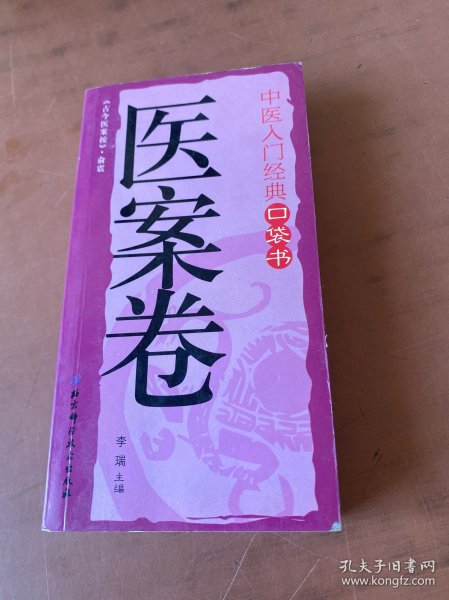 中医入门经典口袋书
医案卷
《古今医案按》·俞震
李瑞主编
北京科学技术出版社
孔夫子旧书网
www.kongfz.com